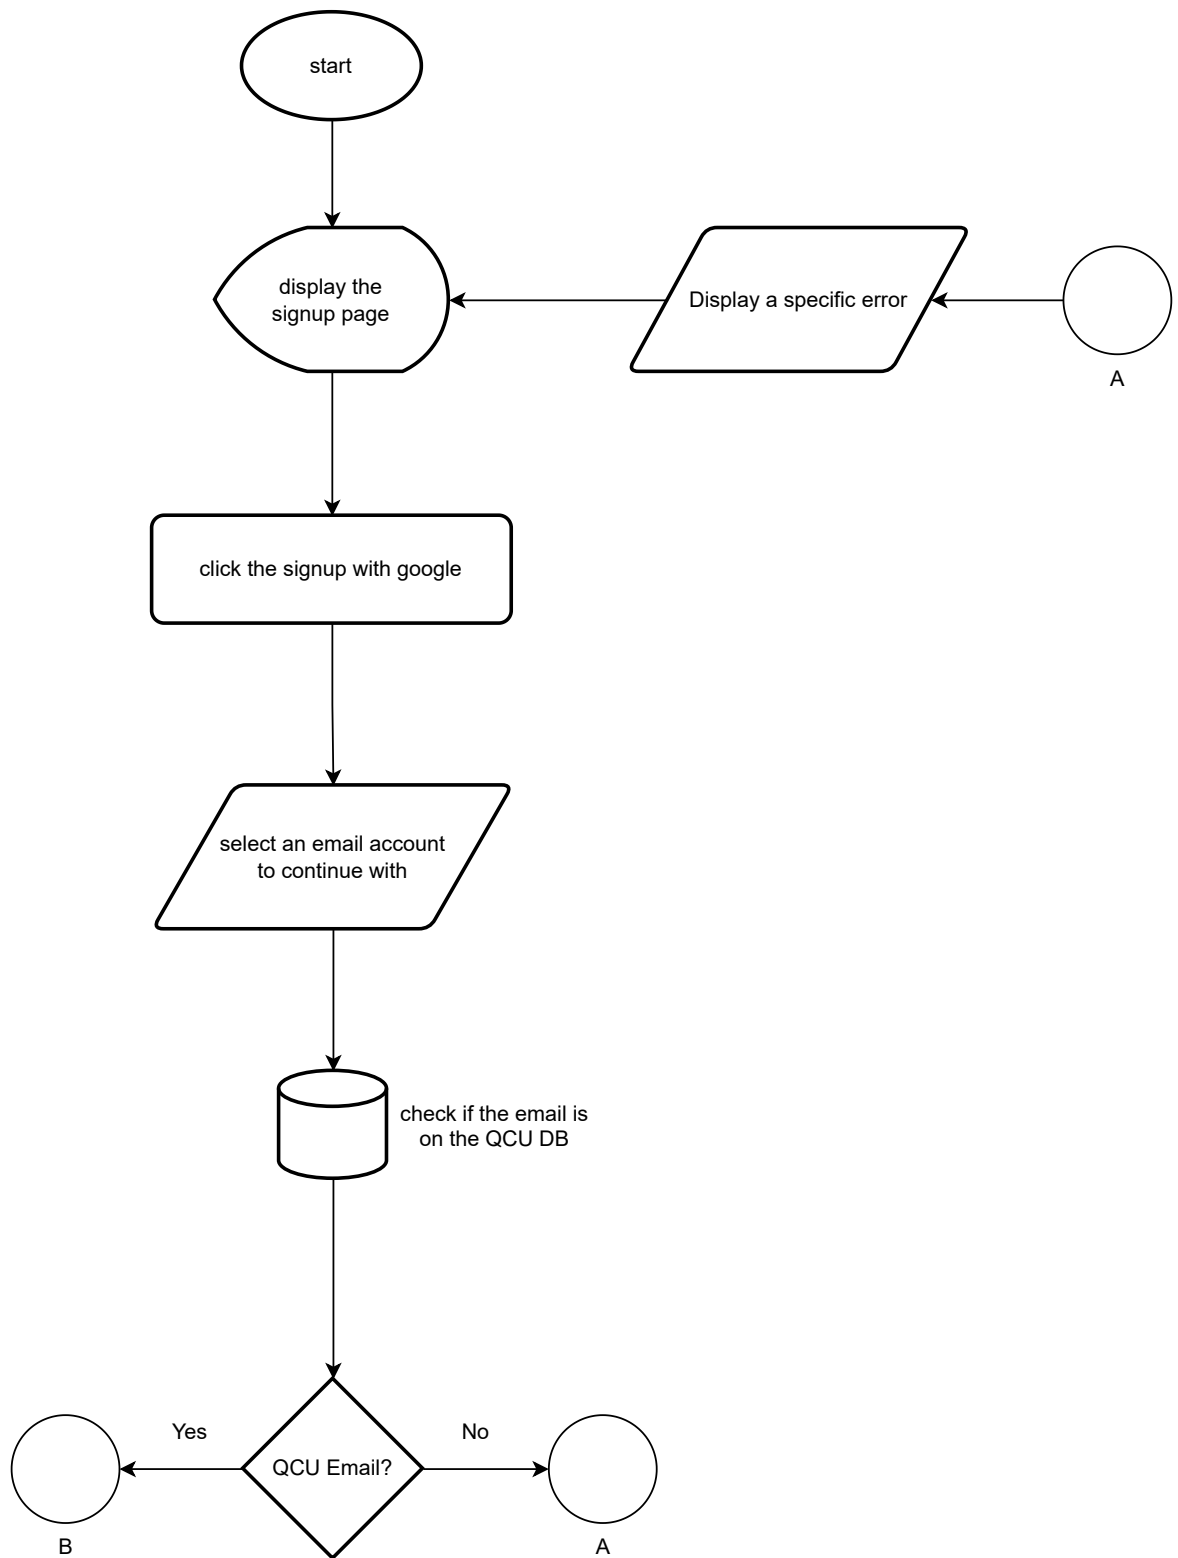 start
display the
signup page
Display a specific error
A
click the signup with google
select an email account
to continue with
check if the email is
on the QCU DB
Yes
No
QCU Email?
B
A